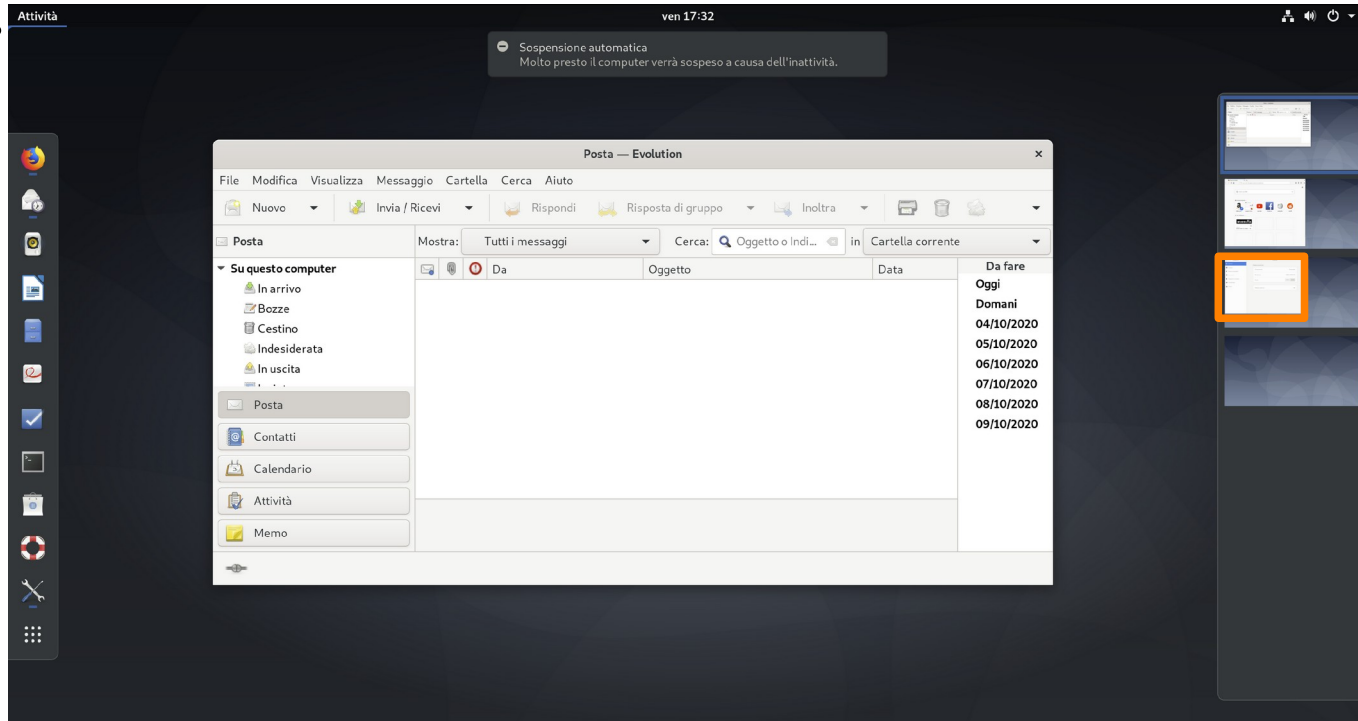 Attività
ven 17:32
Sospensione automatica
Molto presto il computer verrà sospeso a causa dell'inattività.
Posta — Evolution
File Modifica Visualizza Messaggio Cartella Cerca Aiuto
Nuovo Invia / Ricevi Rispondi Risposta di gruppo Inoltra
Posta
Mostra: Tutti i messaggi Cerca: Oggetto o Indi... in Cartella corrente
Su questo computer
In arrivo
Bozze
Cestino
Indesiderata
In uscita
Da Oggetto Data
Da fare
Oggi
Domani
04/10/2020
05/10/2020
06/10/2020
07/10/2020
08/10/2020
09/10/2020
Posta
Contatti
Calendario
Attività
Memo